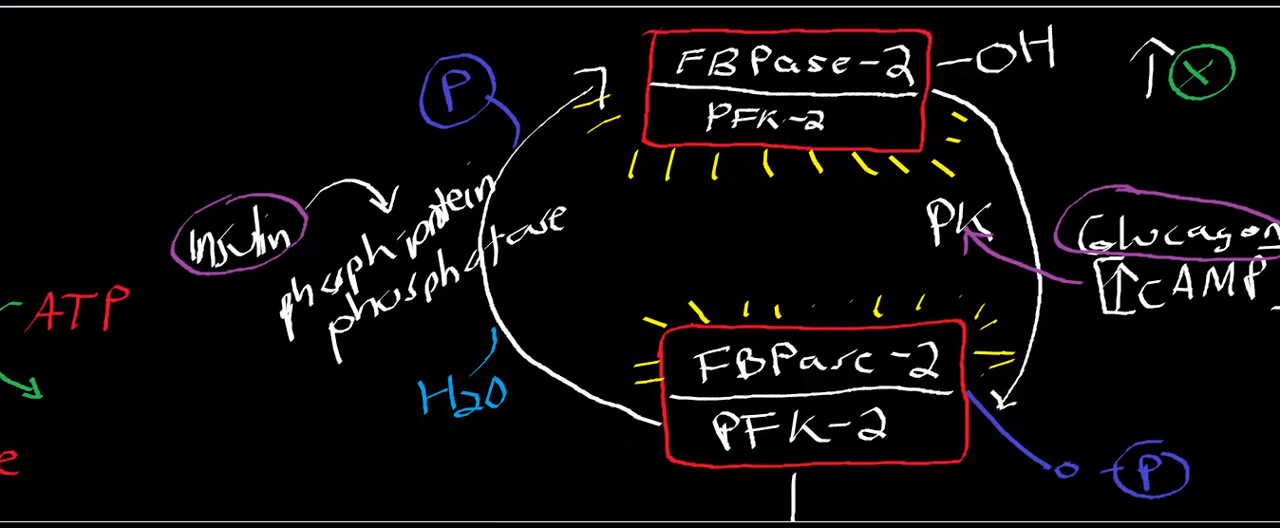 FBPase-2
-OH
PFK-2
↑ X
P
Insulin
phosphoprotein
phosphatase
PK
Glucagon
[↑cAMP]
ATP
H2O
FBPase-2
PFK-2
O-P
e